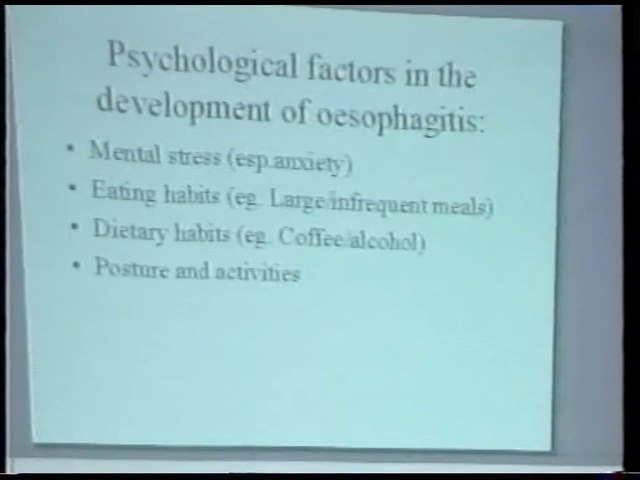 Psychological factors in the
development of oesophagitis:
• Mental stress (esp.anxiety)
• Eating habits (eg. Large/infrequent meals)
• Dietary habits (eg. Coffee/alcohol)
• Posture and activities